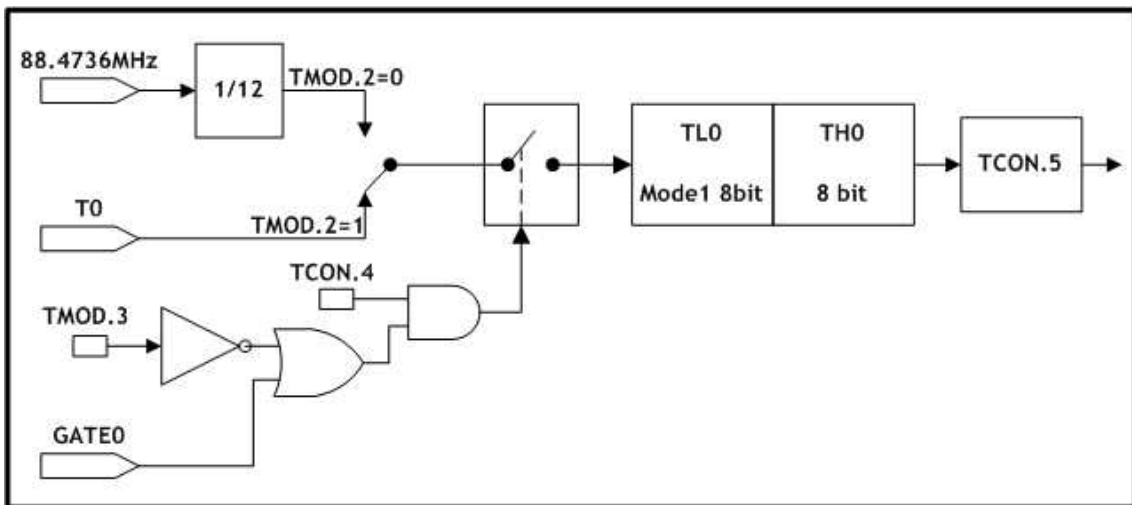 88.4736MHz
1/12
TMOD.2=0
T0
TMOD.2=1
TL0
TH0
Mode1 8bit
8 bit
TCON.5
TCON.4
TMOD.3
GATE0